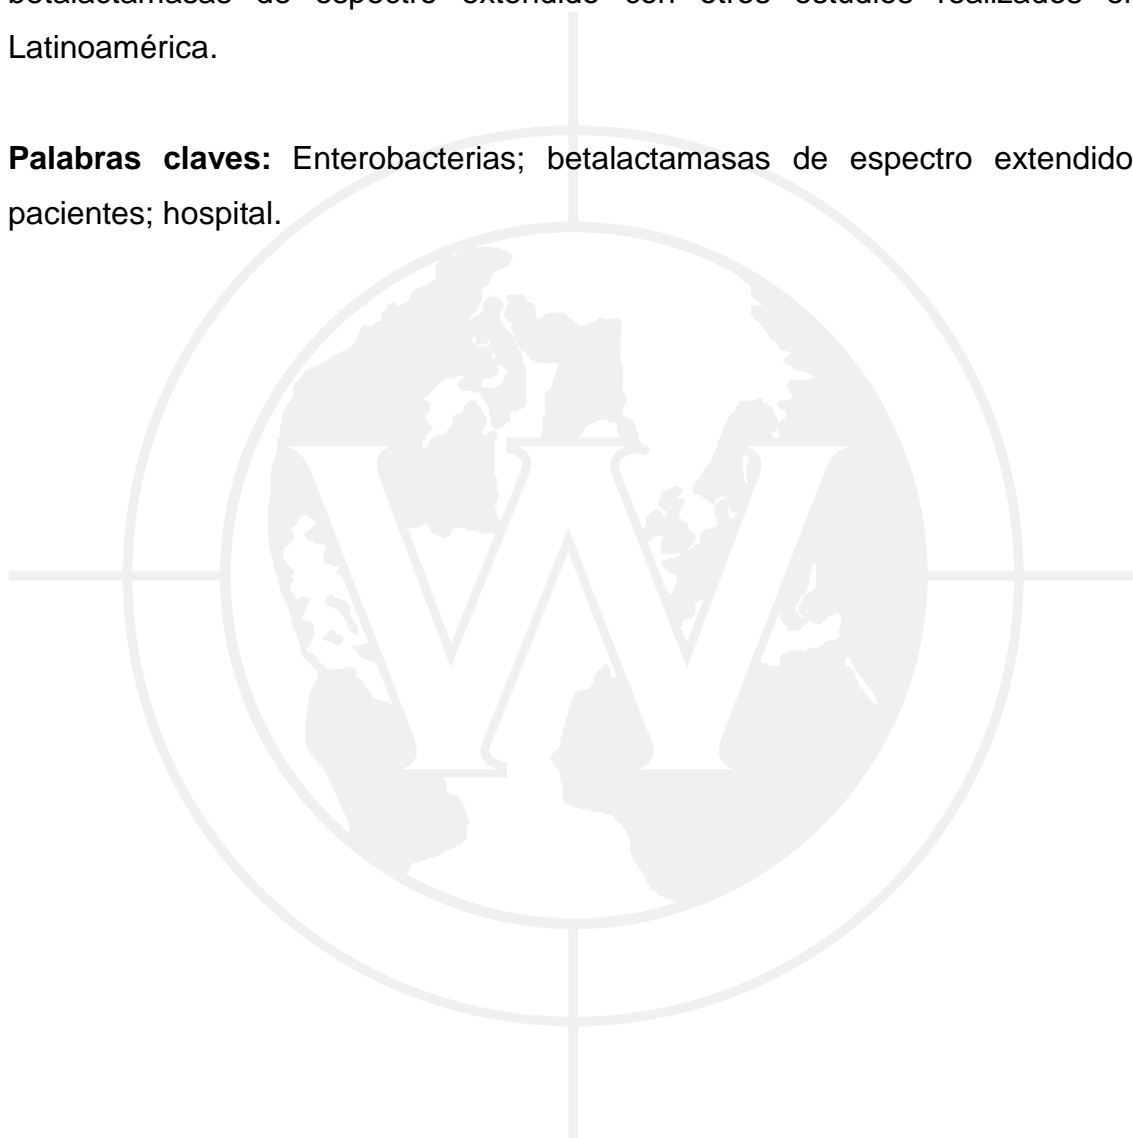 betalactamasas de espectro extendido con otros estudios realizados
Latinoamérica.
Palabras claves: Enterobacterias; betalactamasas de espectro extendido
pacientes; hospital.
W